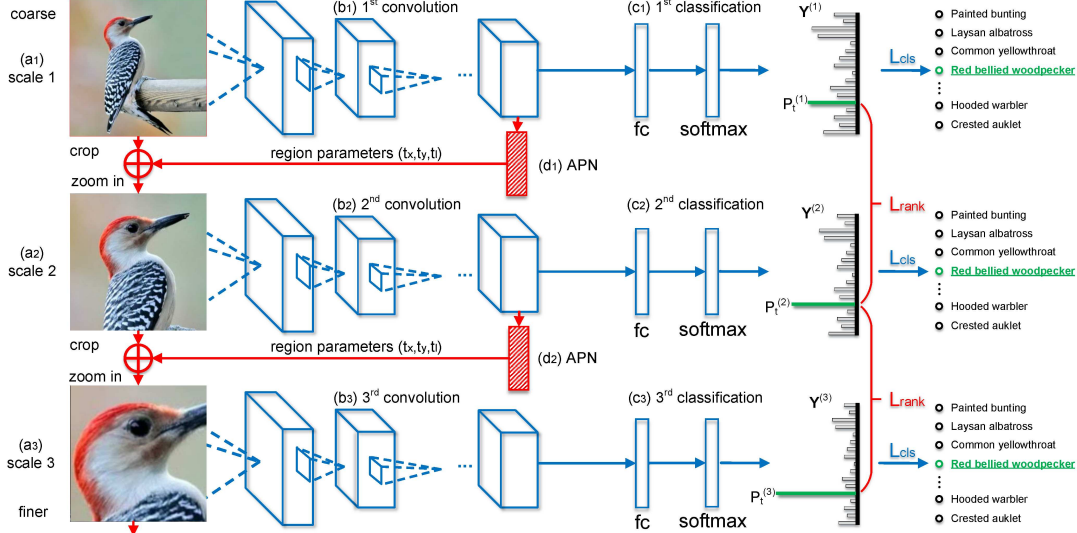 coarse
(a1)
scale 1
(b1) 1st convolution
(c1) 1st classification
Y(1)
Painted bunting
Laysan albatross
Common yellowthroat
Lcls
Red bellied woodpecker
...
...
Pt(1)
Hooded warbler
Crested auklet
fc
softmax
crop
region parameters (tx,ty,tl)
(d1) APN
zoom in
(a2)
scale 2
(b2) 2nd convolution
(c2) 2nd classification
Y(2)
Lrank
Painted bunting
Laysan albatross
Common yellowthroat
Lcls
Red bellied woodpecker
...
...
Pt(2)
Hooded warbler
Crested auklet
fc
softmax
crop
region parameters (tx,ty,tl)
(d2) APN
zoom in
(a3)
scale 3
finer
(b3) 3rd convolution
(c3) 3rd classification
Y(3)
Lrank
Painted bunting
Laysan albatross
Common yellowthroat
Lcls
Red bellied woodpecker
...
...
Pt(3)
Hooded warbler
Crested auklet
fc
softmax